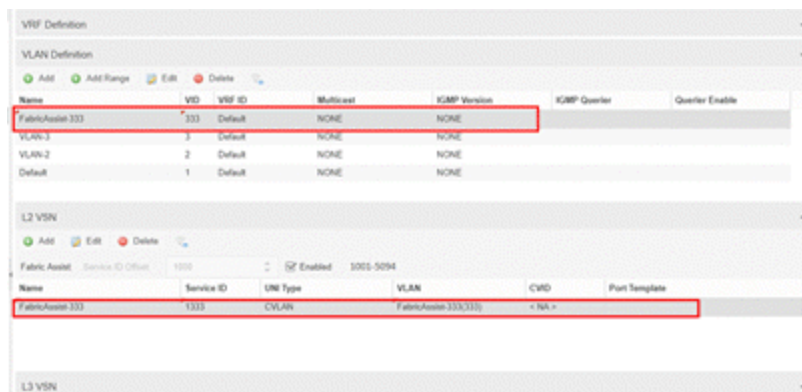 VRF Definition
VLAN Definition
Add Add Range Edit Delete
Name VID VRF ID Multicast IGMP Version IGMP Querier Querier Enable
FabricAssist-333 333 Default NONE NONE
VLAN-3 3 Default NONE NONE
VLAN-2 2 Default NONE NONE
Default 1 Default NONE NONE
L2 VSN
Add Edit Delete
Fabric Assist Service ID Offset 1000 Enabled 1001-5094
Name Service ID UNI Type VLAN CVID Port Template
FabricAssist-333 1333 CVLAN FabricAssist-333(333) < NA >
L3 VSN